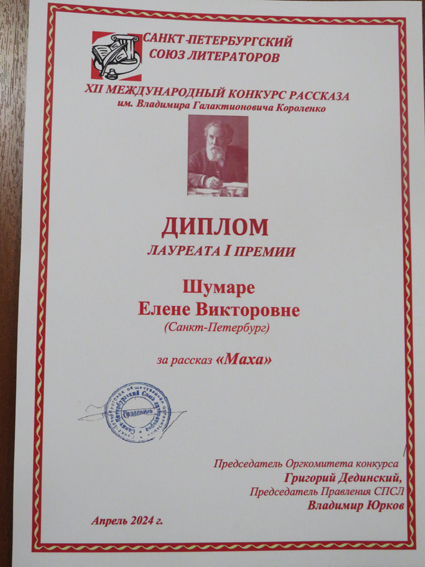 САНКТ-ПЕТЕРБУРГСКИЙ
СОЮЗ ЛИТЕРАТОРОВ
XII МЕЖДУНАРОДНЫЙ КОНКУРС РАССКАЗА
им. Владимира Галактионовича Короленко
ДИПЛОМ
ЛАУРЕАТА I ПРЕМИИ
Шумаре
Елене Викторовне
(Санкт-Петербург)
за рассказ «Маха»
Председатель Оргкомитета конкурса
Григорий Дединский,
Председатель Правления СПСЛ
Владимир Юрков
Апрель 2024 г.